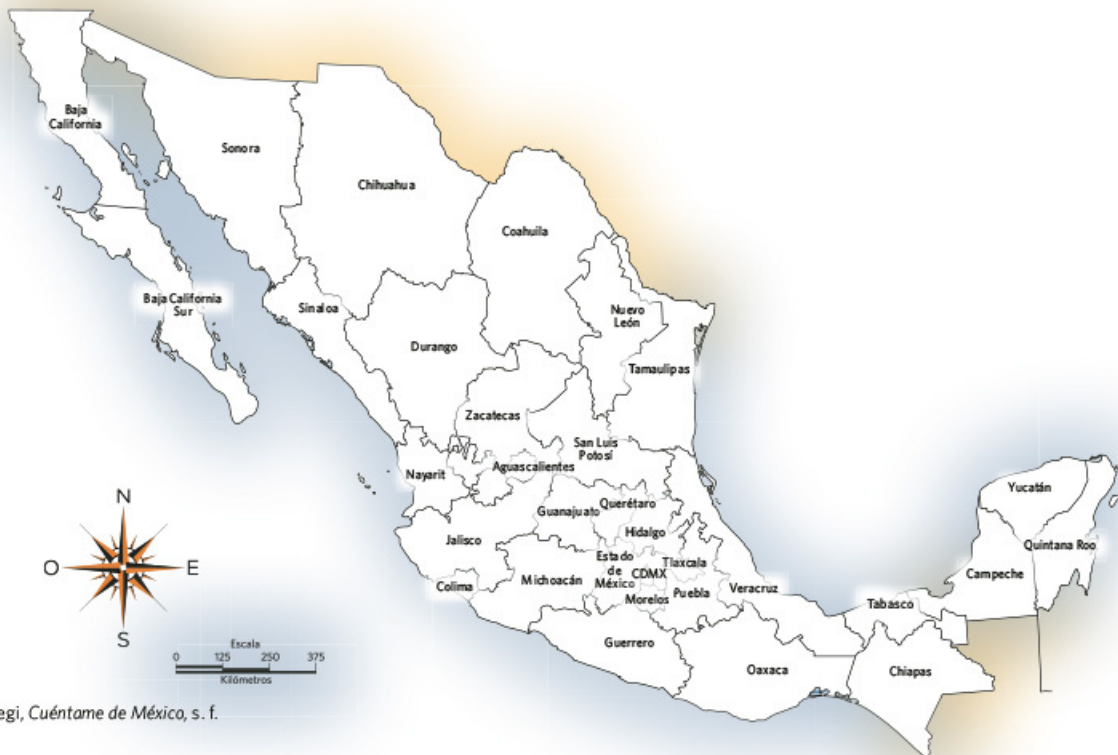 Baja
California
Sonora
Chihuahua
Coahuila
Baja California
Sur
Sinaloa
Nuevo
León
Durango
Tamaulipas
Zacatecas
San Luis
Potosí
Nayarit
Aguascalientes
Guanajuato
Querétaro
Hidalgo
Jalisco
Colima
Michoacán
Estado
de
México
CDMX
Tlaxcala
Morelos
Puebla
Veracruz
Guerrero
Oaxaca
Tabasco
Chiapas
Campeche
Yucatán
Quintana Roo
N
O
E
S
Escala
0 125 250 375
Kilómetros
egi, Cuéntame de México, s. f.